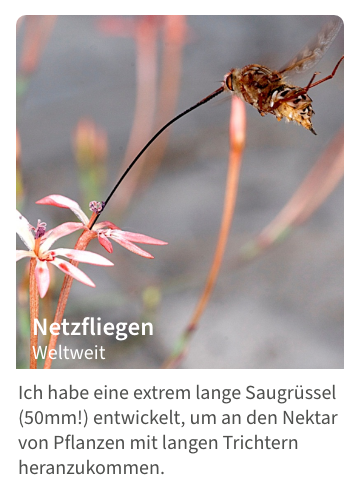 Netzfliegen
Weltweit
Ich habe eine extrem lange Saugrüssel
(50mm!) entwickelt, um an den Nektar
von Pflanzen mit langen Trichtern
heranzukommen.